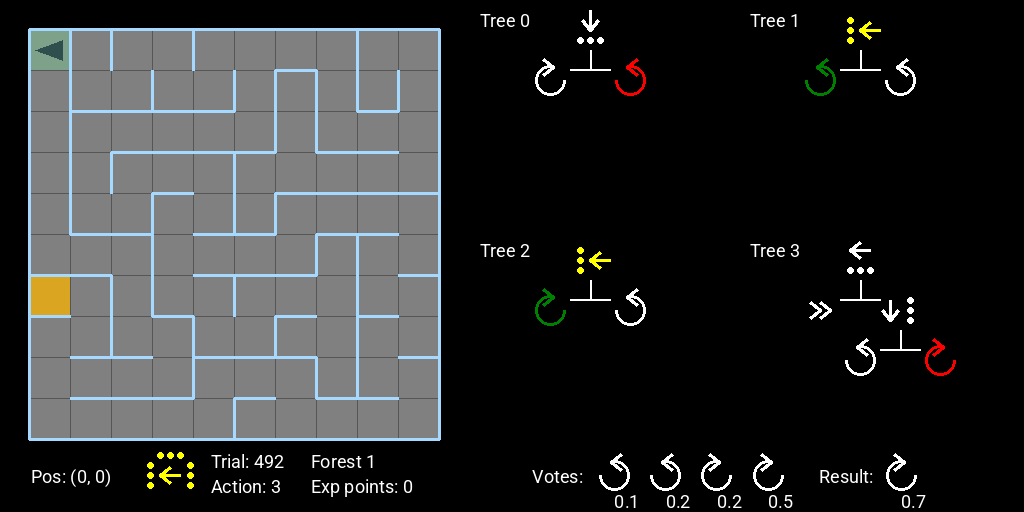 Tree 0
Tree 1
Tree 2
Tree 3
Pos: (0, 0)
Trial: 492
Forest 1
Action: 3
Exp points: 0
Votes:
0.1
0.2
0.2
0.5
Result:
0.7